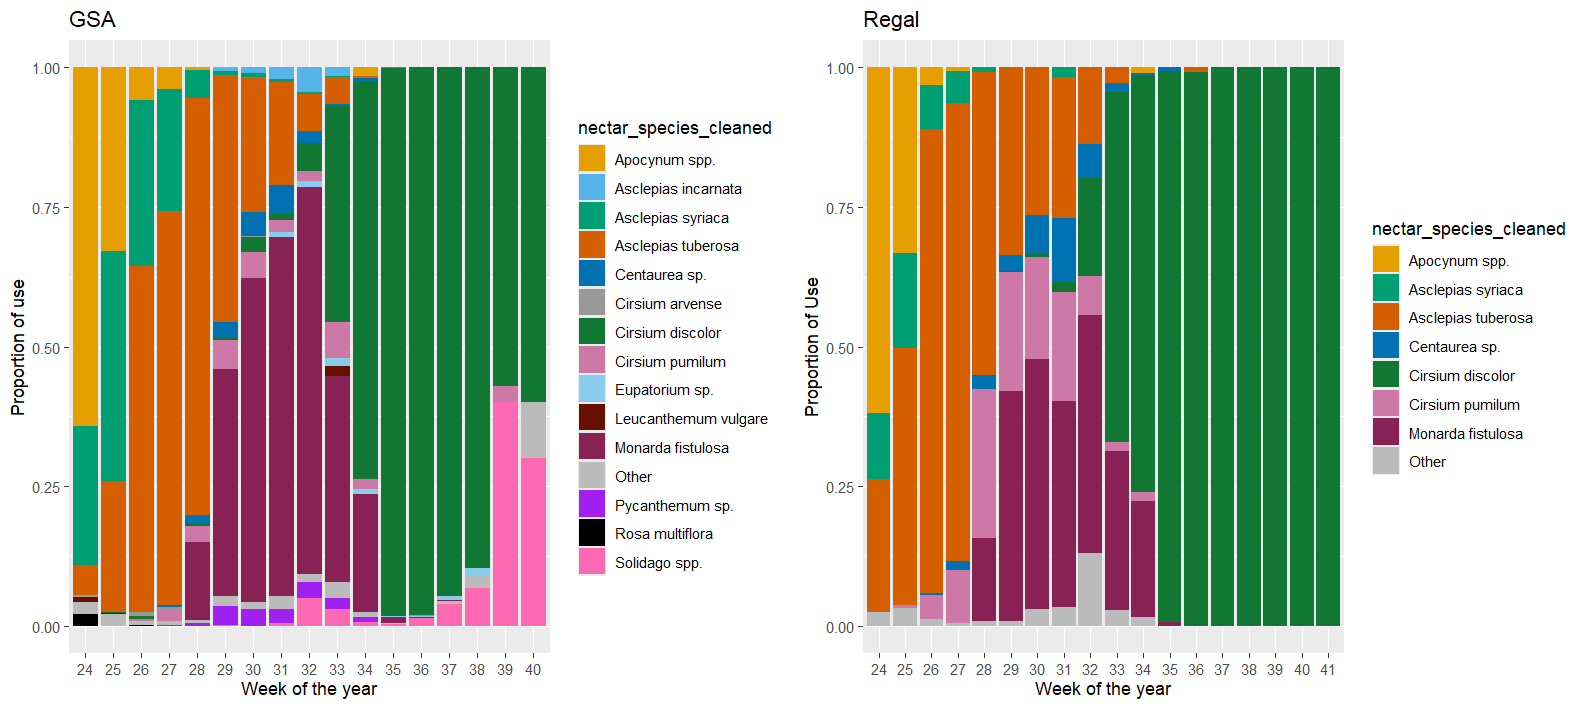 GSA
Proportion of use
1.00
0.75
0.50
0.25
0.00
24 25 26 27 28 29 30 31 32 33 34 35 36 37 38 39 40
Week of the year
nectar_species_cleaned
Apocynum spp.
Asclepias incarnata
Asclepias syriaca
Asclepias tuberosa
Centaurea sp.
Cirsium arvense
Cirsium discolor
Cirsium pumilum
Eupatorium sp.
Leucanthemum vulgare
Monarda fistulosa
Other
Pycanthemum sp.
Rosa multiflora
Solidago spp.
Regal
Proportion of Use
1.00
0.75
0.50
0.25
0.00
24 25 26 27 28 29 30 31 32 33 34 35 36 37 38 39 40 41
Week of the year
nectar_species_cleaned
Apocynum spp.
Asclepias syriaca
Asclepias tuberosa
Centaurea sp.
Cirsium discolor
Cirsium pumilum
Monarda fistulosa
Other